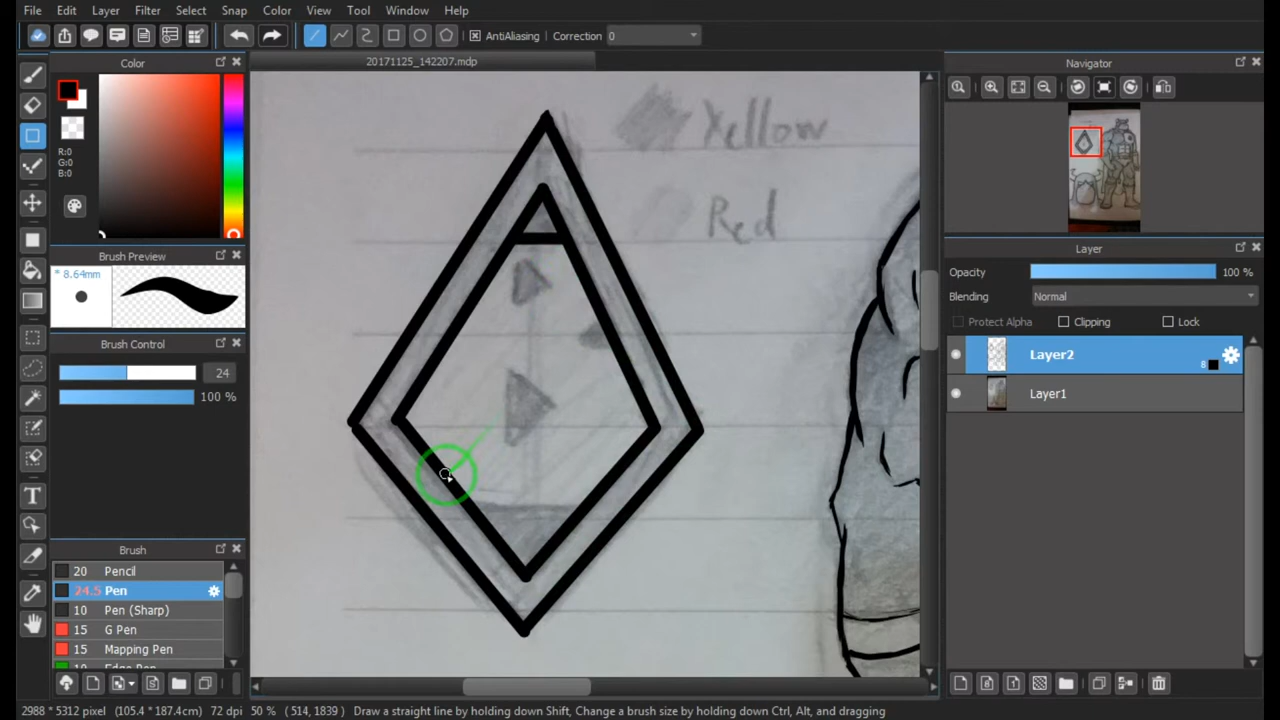 File Edit Layer Filter Select Snap Color View Tool Window Help
AntiAliasing Correction 0
Color
20171125_142207.mdp
Navigator
R:0
G:0
B:0
Brush Preview
* 8.64mm
Brush Control
24
100 %
Brush
20 Pencil
24.5 Pen
10 Pen (Sharp)
15 G Pen
15 Mapping Pen
10 Edge Pen
Yellow
Red
Layer
Opacity 100 %
Blending Normal
Protect Alpha Clipping Lock
Layer2
8
Layer1
2988 * 5312 pixel (105.4 * 187.4cm) 72 dpi 50 % ( 514, 1839 ) Draw a straight line by holding down Shift, Change a brush size by holding down Ctrl, Alt, and dragging